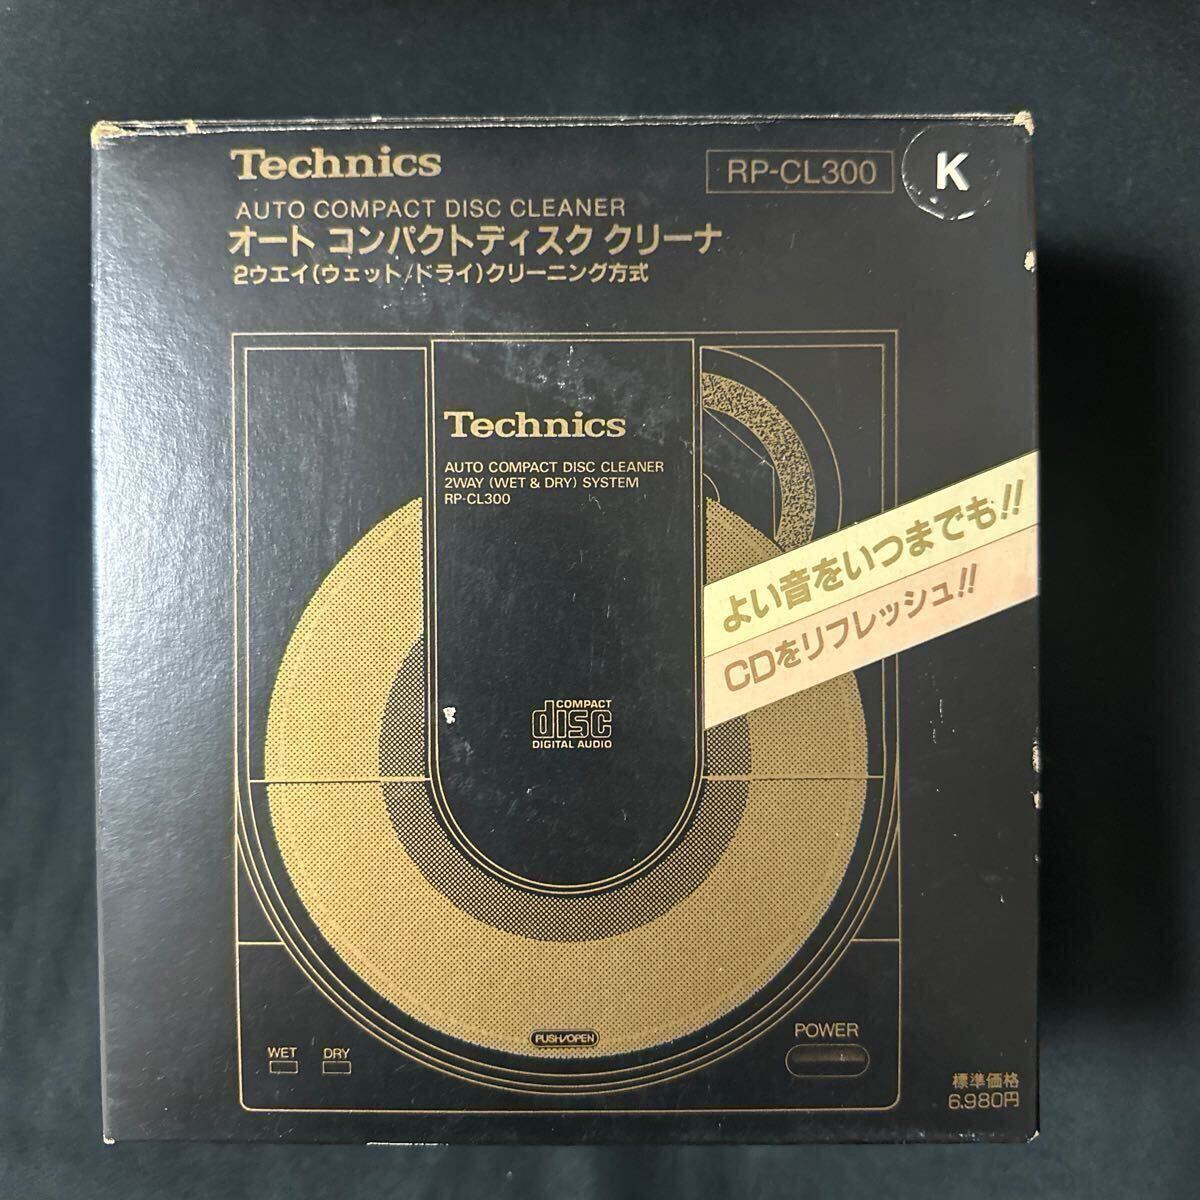 Technics
RP-CL300
K
AUTO COMPACT DISC CLEANER
オート コンパクトディスク クリーナ
2ウエイ(ウェット/ドライ)クリーニング方式
Technics
AUTO COMPACT DISC CLEANER
2WAY (WET & DRY) SYSTEM
RP-CL300
よい音をいつまでも!!
CDをリフレッシュ!!
COMPACT
disc
DIGITAL AUDIO
PUSH/OPEN
WET
DRY
POWER
標準価格
6,980円